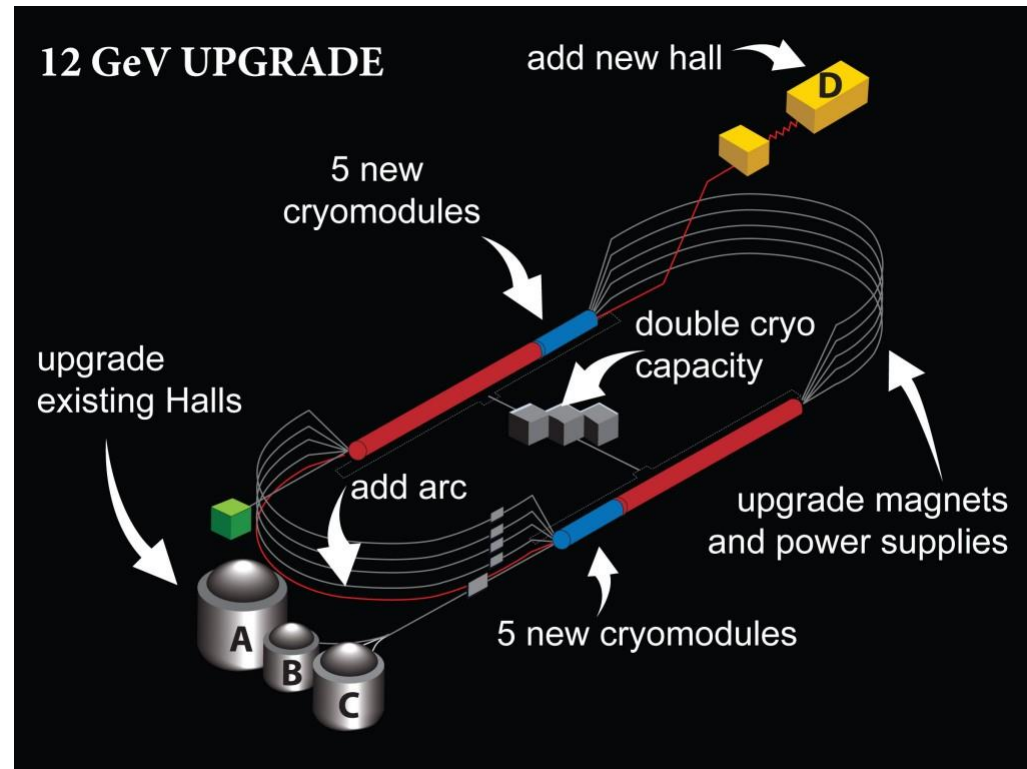 12 GeV UPGRADE
add new hall
D
5 new
cryomodules
double cryo
capacity
upgrade
existing Halls
add arc
upgrade magnets
and power supplies
5 new cryomodules
A
B
C